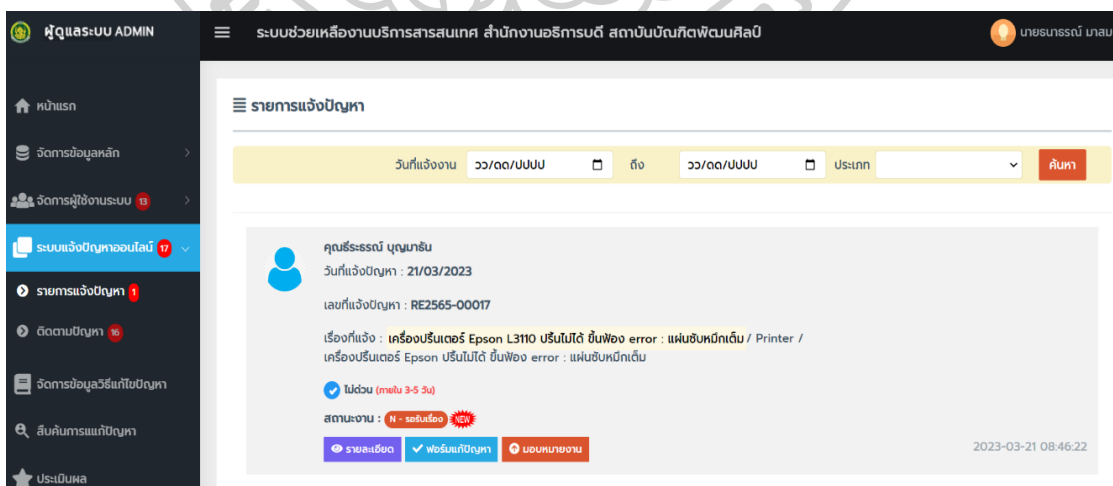 ผู้ดูแลระบบ ADMIN
ระบบช่วยเหลืองานบริการสารสนเทศ สำนักงานอธิการบดี สถาบันบัณฑิตพัฒนศิลป์
นายธนาธรณ์ มาสม
หน้าแรก
จัดการข้อมูลหลัก
จัดการผู้ใช้งานระบบ 13
ระบบแจ้งปัญหาออนไลน์ 17
รายการแจ้งปัญหา 1
ติดตามปัญหา 16
จัดการข้อมูลวิธีแก้ไขปัญหา
สืบค้นการแแก้ปัญหา
ประเมินผล
รายการแจ้งปัญหา
วันที่แจ้งงาน วว/ดด/ปปปป ถึง วว/ดด/ปปปป ประเภท ค้นหา
คุณธีระธรณ์ บุญมาธัน
วันที่แจ้งปัญหา : 21/03/2023
เลขที่แจ้งปัญหา : RE2565-00017
เรื่องที่แจ้ง : เครื่องปริ้นเตอร์ Epson L3110 ปริ้นไม่ได้ ขึ้นฟ้อง error : แผ่นซับหมึกเต็ม / Printer /
เครื่องปริ้นเตอร์ Epson ปริ้นไม่ได้ ขึ้นฟ้อง error : แผ่นซับหมึกเต็ม
ไม่ด่วน (ภายใน 3-5 วัน)
สถานะงาน : N - รอรับเรื่อง NEW
รายละเอียด ฟอร์มแก้ปัญหา มอบหมายงาน
2023-03-21 08:46:22